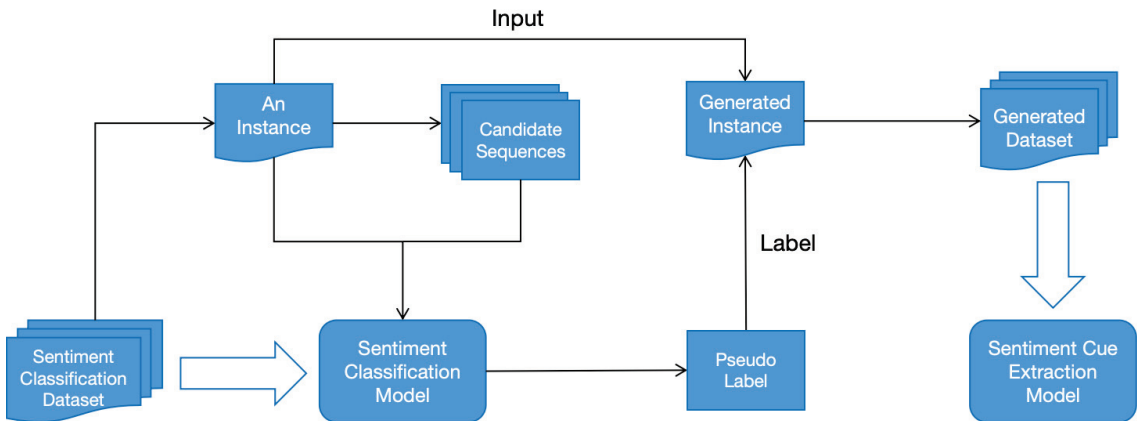 Input
An
Instance
Candidate
Sequences
Generated
Instance
Generated
Dataset
Label
Sentiment
Classification
Dataset
Sentiment
Classification
Model
Pseudo
Label
Sentiment Cue
Extraction
Model